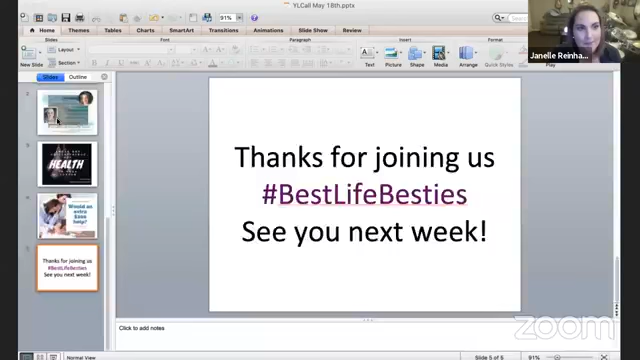 YLCall May 18th.pptx
91%
Search
Home
Themes
Tables
Charts
SmartArt
Transitions
Animations
Slide Show
Review
Slides
Font
Paragraph
Insert
Format
Slide Show
New Slide
Layout
Section
Text
Picture
Shape
Media
Arrange
Quick Styles
Play
Janelle Reinha...
Slides
Outline
HEALTH
Would an
extra
help?
Thanks for joining us
#BestLifeBesties
See you next week!
Thanks for joining us
#BestLifeBesties
See you next week!
Click to add notes
zoom
Normal View
Slide 5 of 5
91%